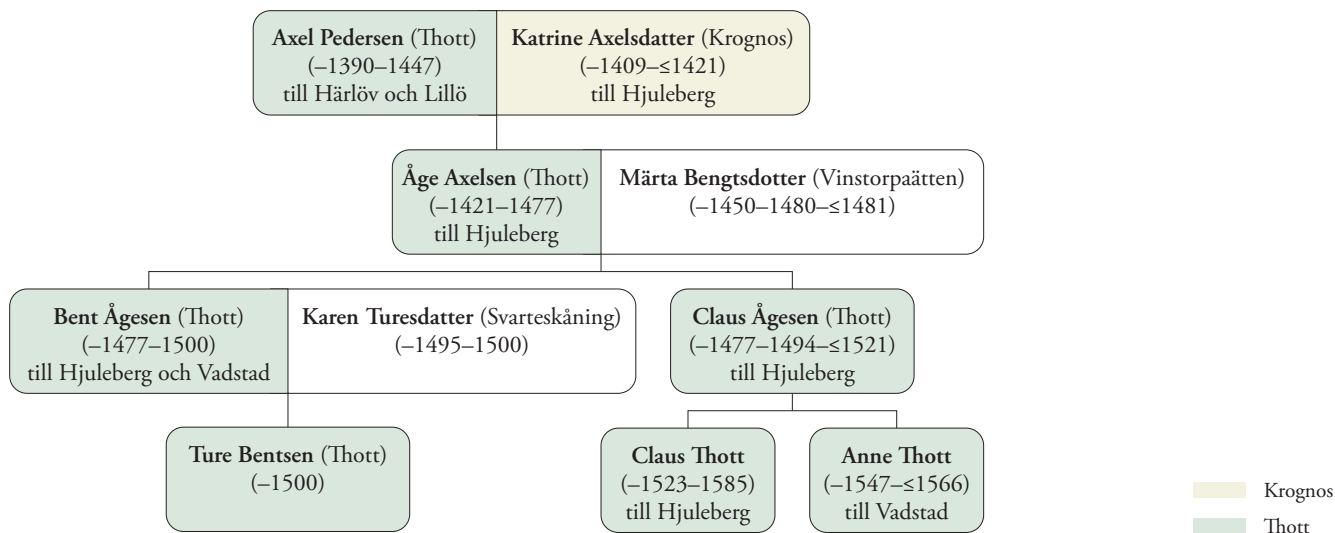 Axel Pedersen (Thott)
(–1390–1447)
till Härlöv och Lillö
Katrine Axelsdatter (Krognos)
(–1409–≤1421)
till Hjuleberg
Åge Axelsen (Thott)
(–1421–1477)
till Hjuleberg
Märta Bengtsdotter (Vinstorpaätten)
(–1450–1480–≤1481)
Bent Ågesen (Thott)
(–1477–1500)
till Hjuleberg och Vadstad
Karen Turesdatter (Svarteskåning)
(–1495–1500)
Claus Ågesen (Thott)
(–1477–1494–≤1521)
till Hjuleberg
Ture Bentsen (Thott)
(–1500)
Claus Thott
(–1523–1585)
till Hjuleberg
Anne Thott
(–1547–≤1566)
till Vadstad
Krognos
Thott